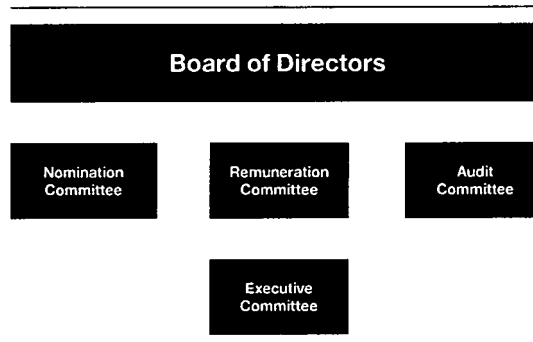 Board of Directors
Nomination
Committee
Remuneration
Committee
Audit
Committee
Executive
Committee